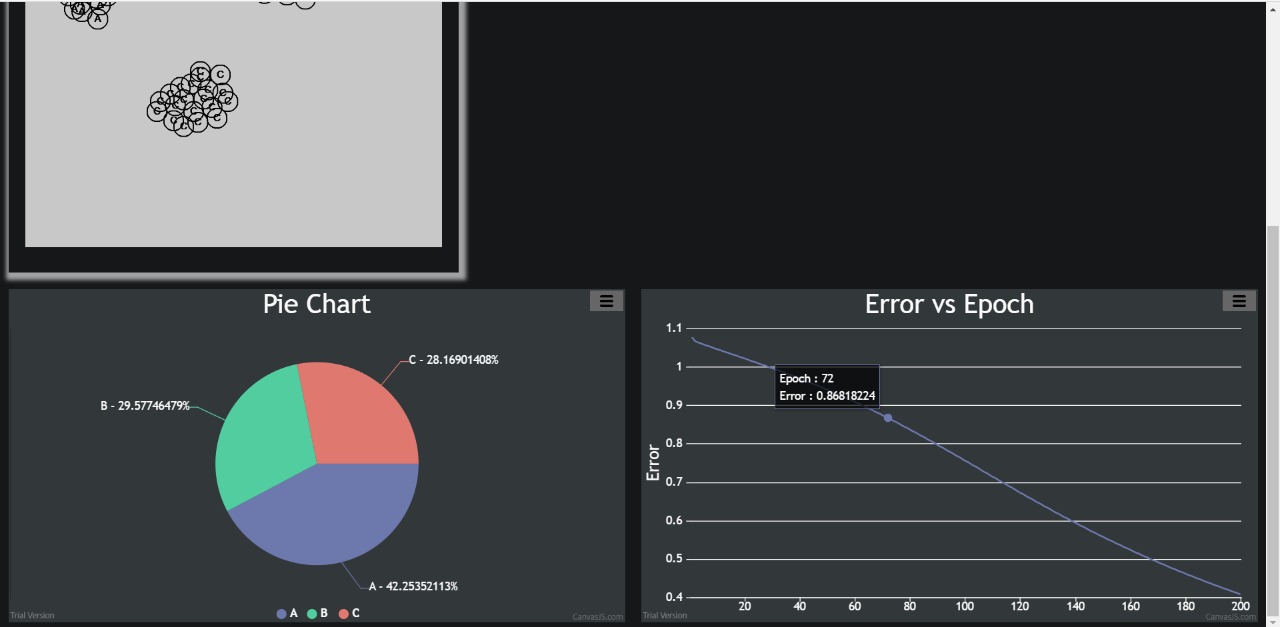 A
A
A
C
C
C
C
C
C
C
C
C
C
C
C
Pie Chart
C - 28.16901408%
B - 29.57746479%
A - 42.25352113%
A B C
Trial Version
CanvasJS.com
Error vs Epoch
1.1
1
0.9
0.8
0.7
0.6
0.5
0.4
Error
Epoch : 72
Error : 0.86818224
20 40 60 80 100 120 140 160 180 200
Trial Version
CanvasJS.com